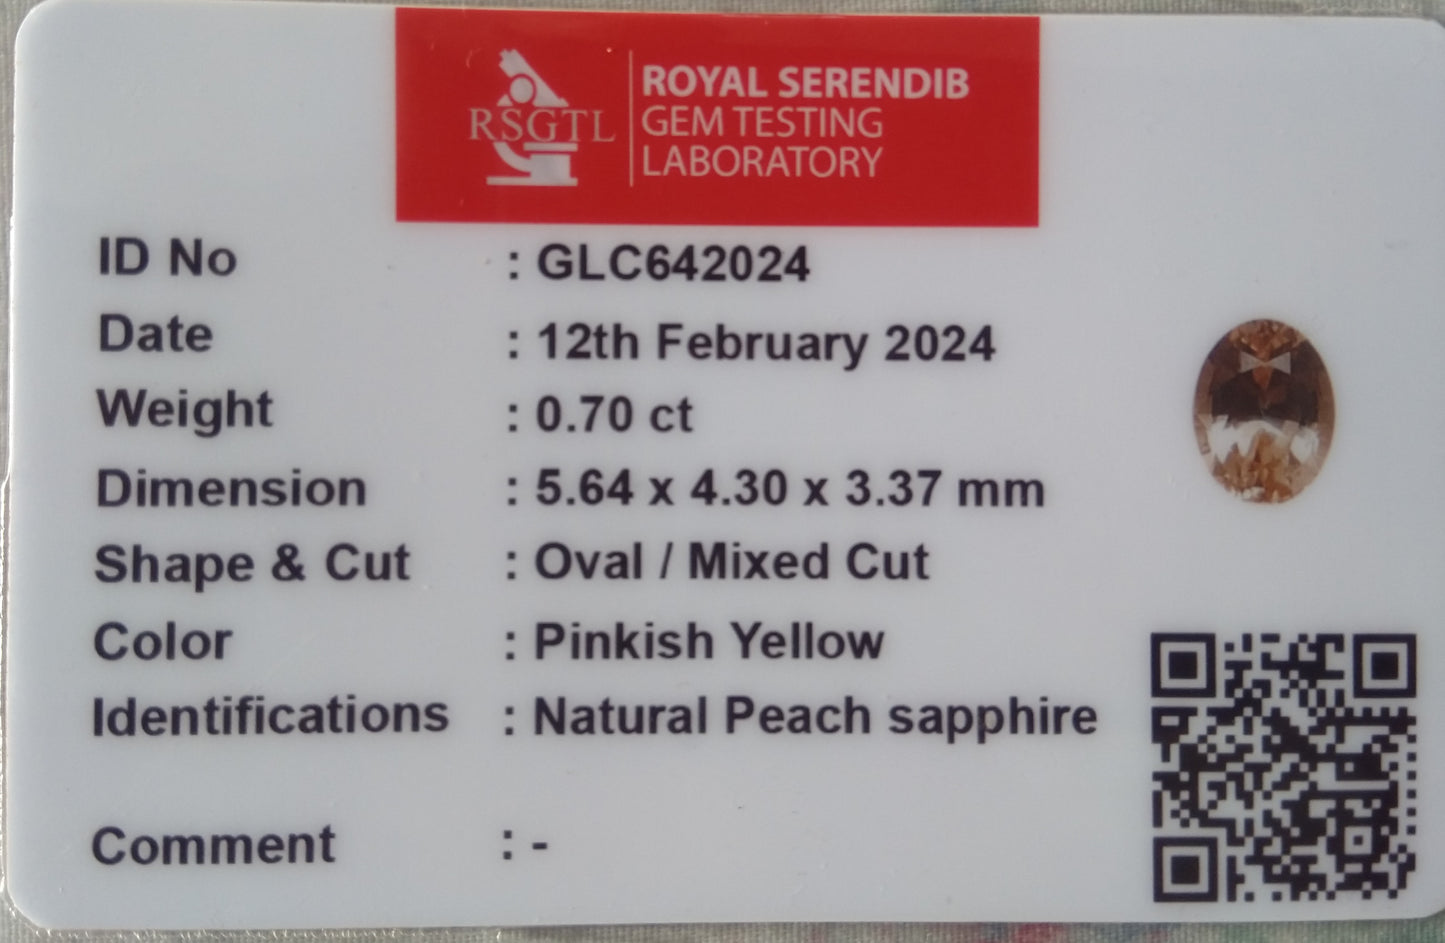 RSGTL
ROYAL SERENDIB
GEM TESTING
LABORATORY
ID No : GLC642024
Date : 12th February 2024
Weight : 0.70 ct
Dimension : 5.64 x 4.30 x 3.37 mm
Shape & Cut : Oval / Mixed Cut
Color : Pinkish Yellow
Identifications : Natural Peach sapphire
Comment : -